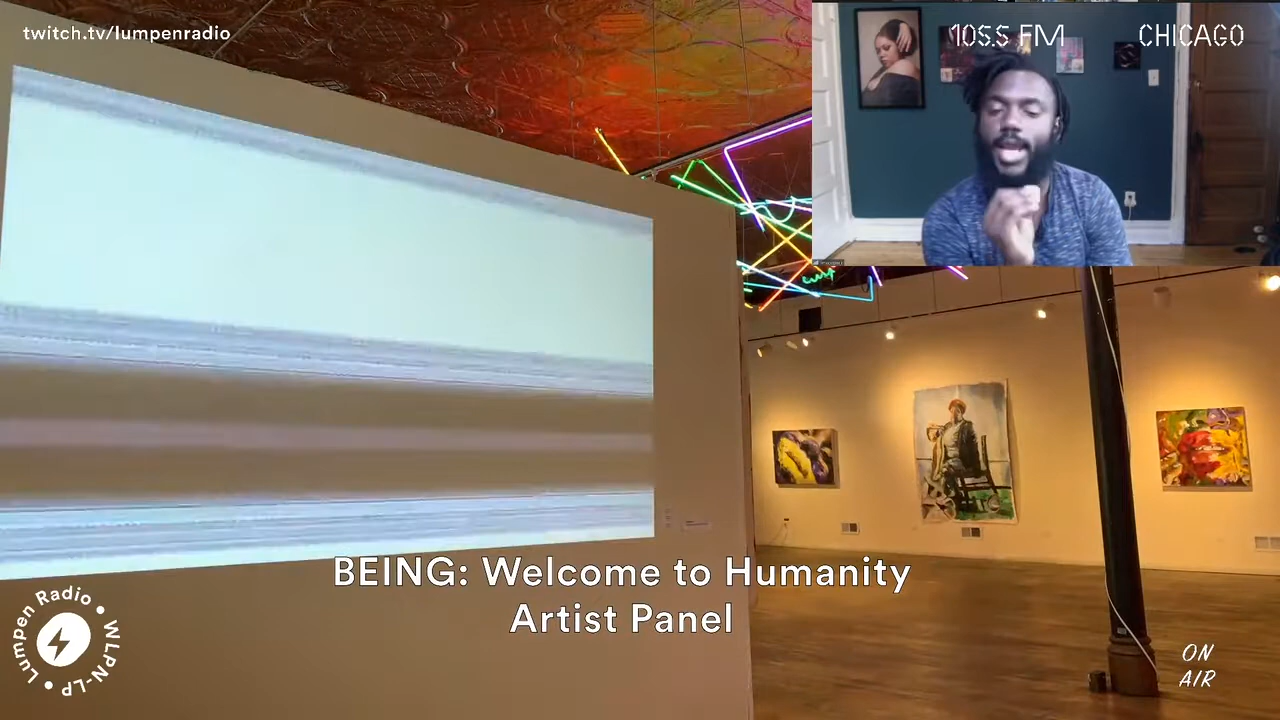 twitch.tv/lumpenradio
105.5 FM
CHICAGO
BEING: Welcome to Humanity
Artist Panel
Lumpen Radio • WLPN-LP •
ON
AIR